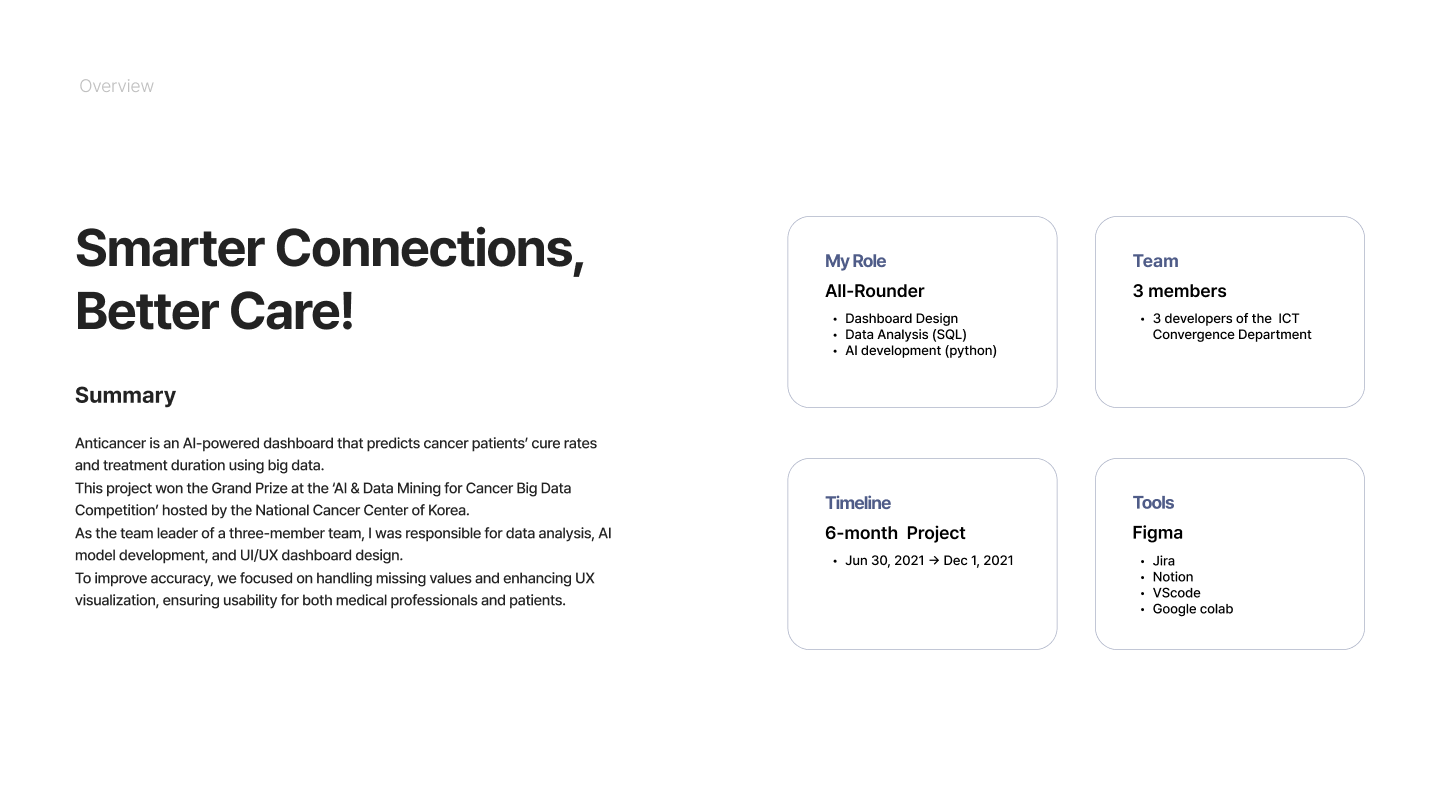 Overview
Smarter Connections,
Better Care!
Summary
Anticancer is an AI-powered dashboard that predicts cancer patients’ cure rates
and treatment duration using big data.
This project won the Grand Prize at the ‘AI & Data Mining for Cancer Big Data
Competition’ hosted by the National Cancer Center of Korea.
As the team leader of a three-member team, I was responsible for data analysis, AI
model development, and UI/UX dashboard design.
To improve accuracy, we focused on handling missing values and enhancing UX
visualization, ensuring usability for both medical professionals and patients.
My Role
All-Rounder
• Dashboard Design
• Data Analysis (SQL)
• AI development (python)
Team
3 members
• 3 developers of the  ICT
Convergence Department
Timeline
6-month  Project
• Jun 30, 2021 → Dec 1, 2021
Tools
Figma
• Jira
• Notion
• VScode
• Google colab